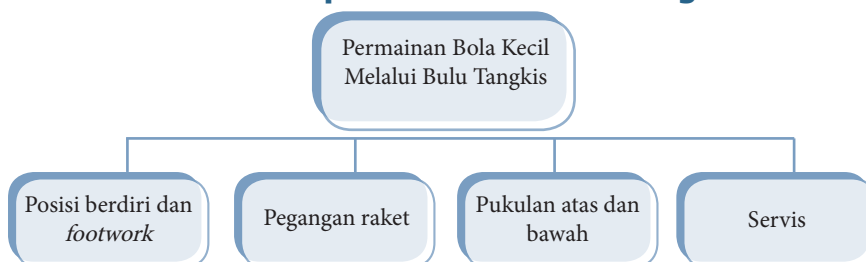 Permainan Bola Kecil
Melalui Bulu Tangkis
Posisi berdiri dan
footwork
Pegangan raket
Pukulan atas dan
bawah
Servis